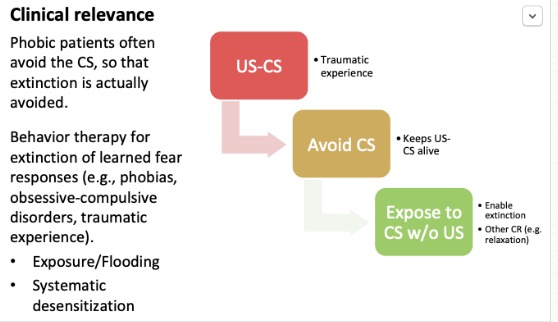 Clinical relevance
Phobic patients often
avoid the CS, so that
extinction is actually
avoided.
Behavior therapy for
extinction of learned fear
responses (e.g., phobias,
obsessive-compulsive
disorders, traumatic
experience).
• Exposure/Flooding
• Systematic
desensitization
US-CS
• Traumatic
experience
Avoid CS
• Keeps US-
CS alive
Expose to
CS w/o US
• Enable
extinction
• Other CR (e.g.
relaxation)